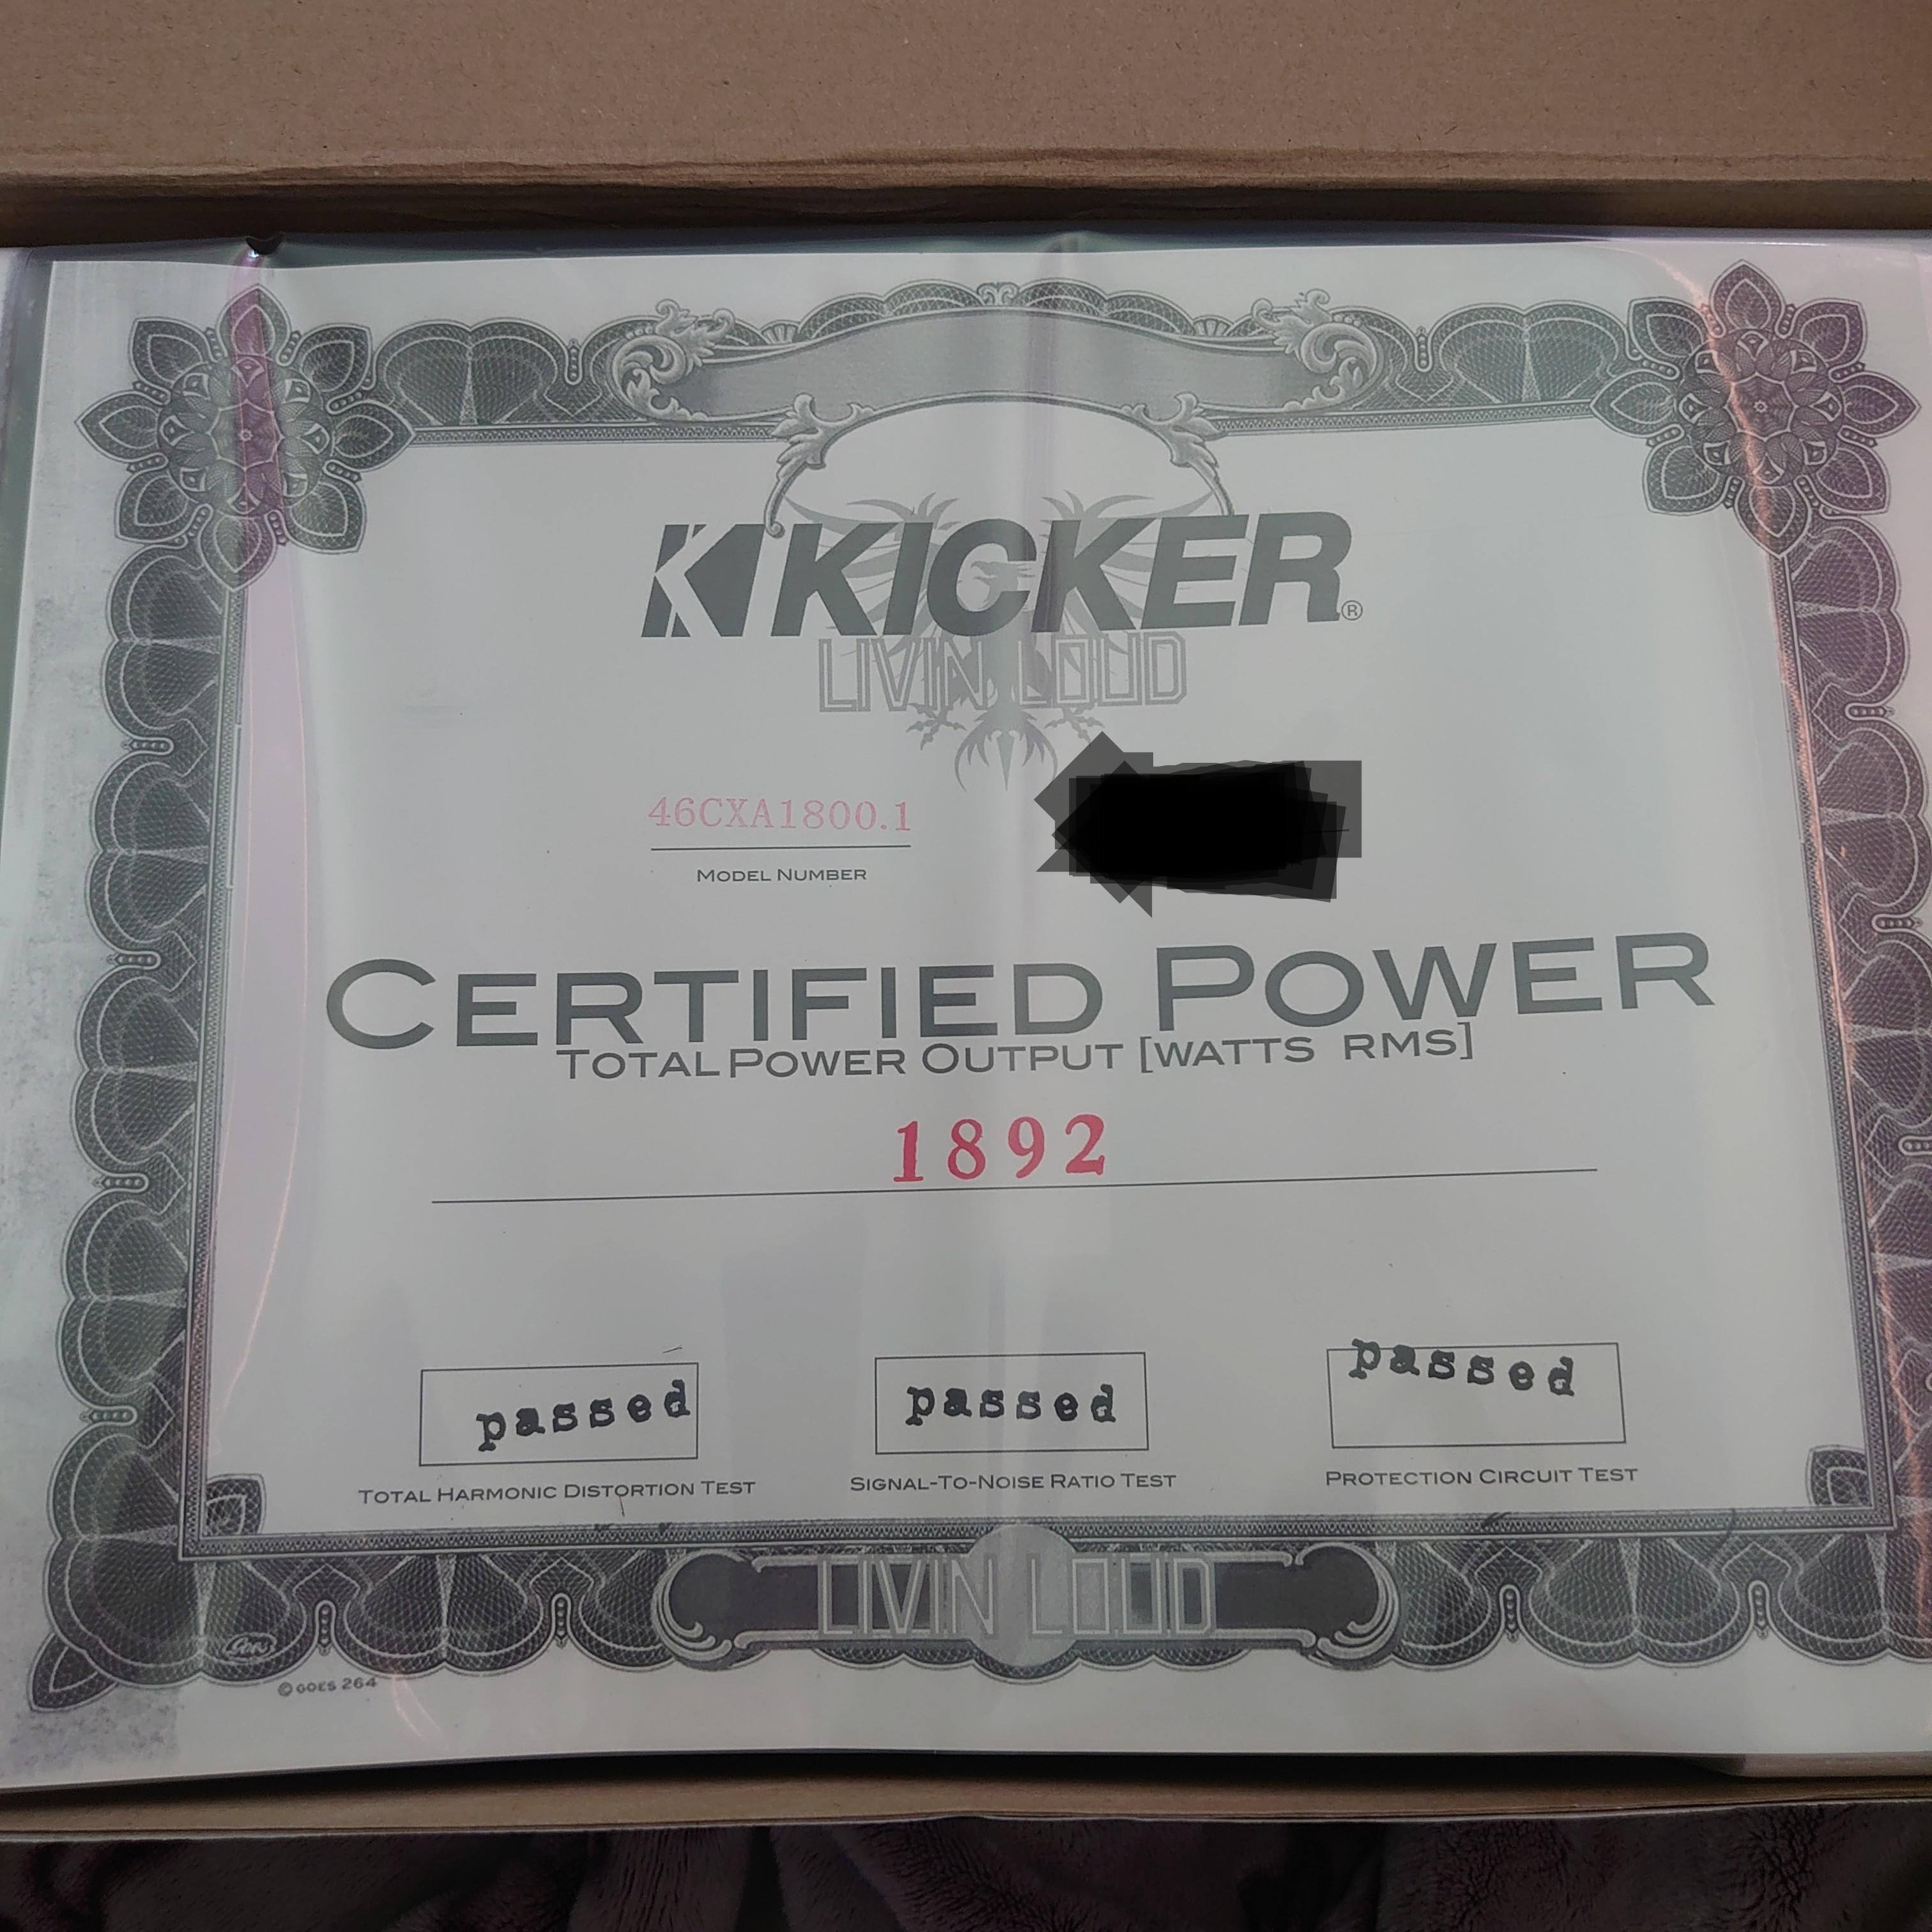 KICKER®
LIVIN LOUD
46CXA1800.1
MODEL NUMBER
CERTIFIED POWER
TOTAL POWER OUTPUT [WATTS RMS]
1892
passed passed passed
TOTAL HARMONIC DISTORTION TEST SIGNAL-TO-NOISE RATIO TEST PROTECTION CIRCUIT TEST
LIVIN LOUD
Goes
© GOES 264